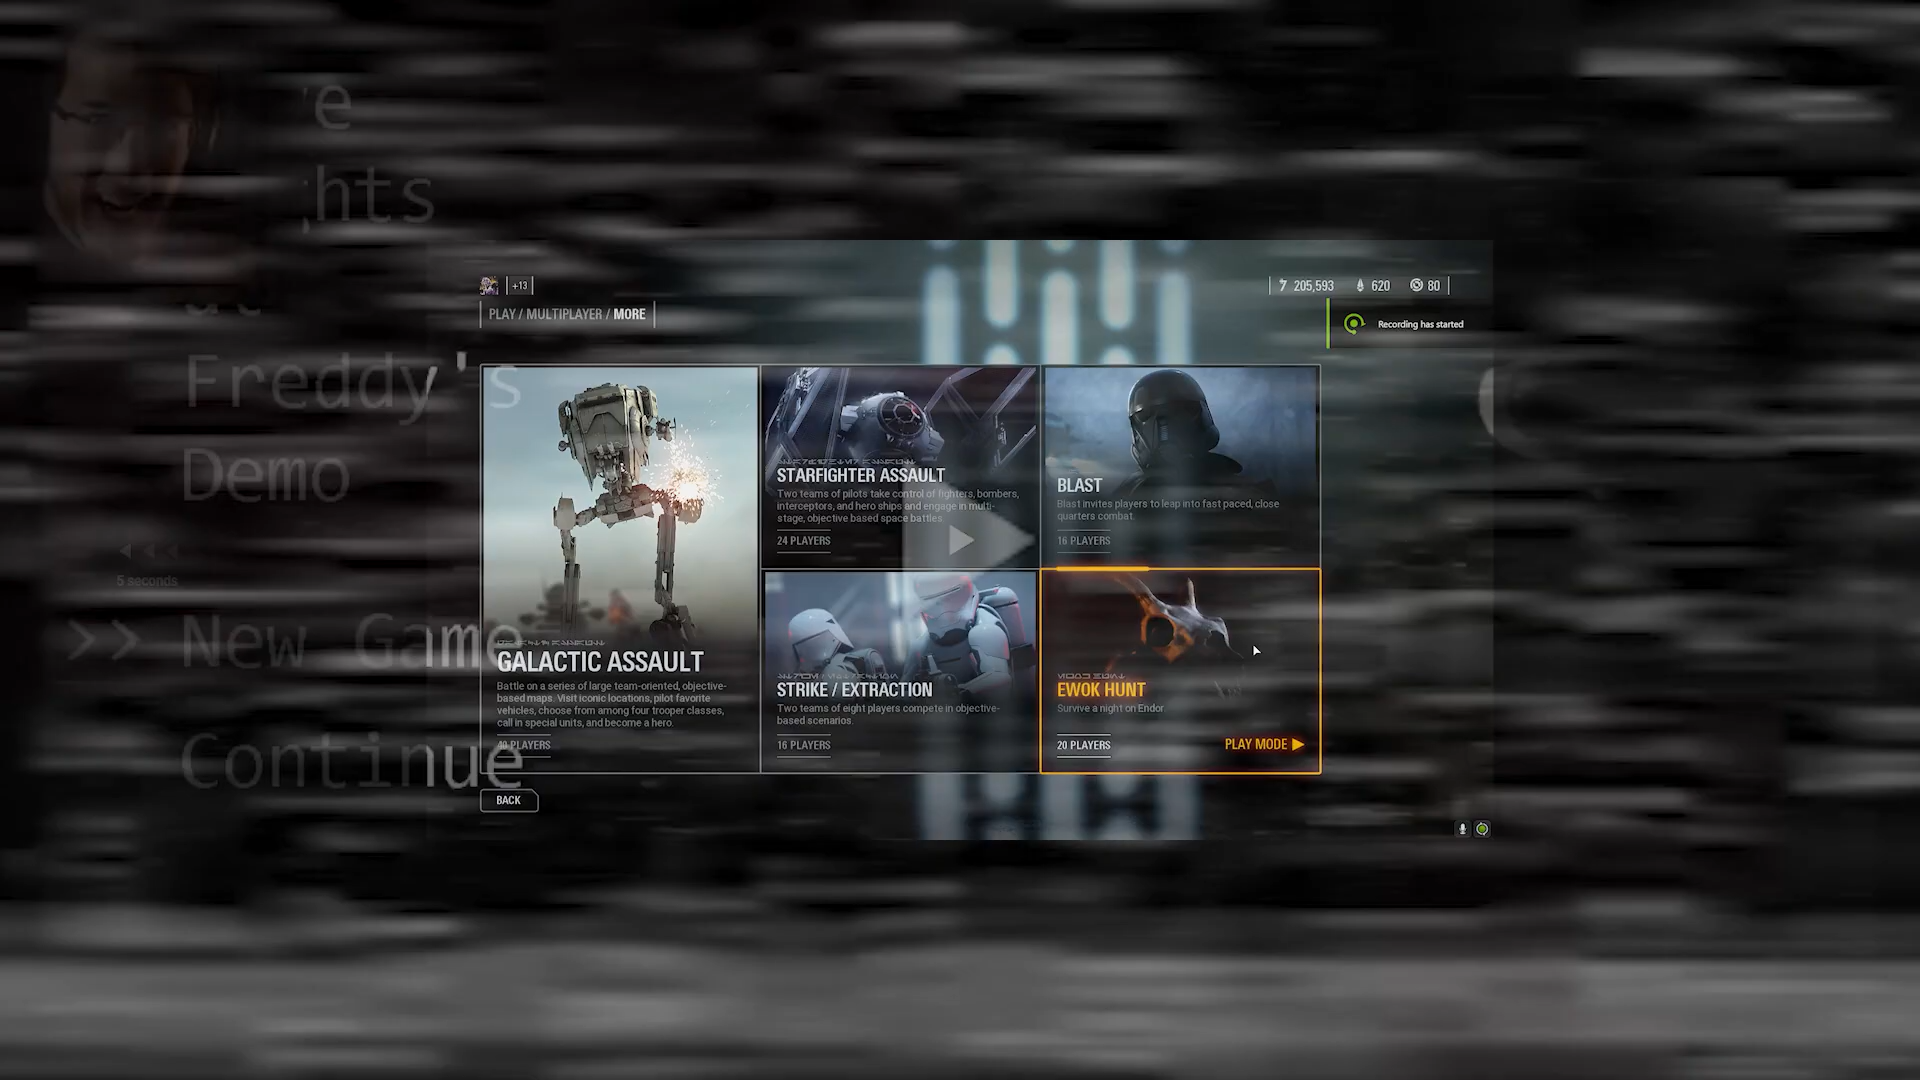 e
hts
at
Freddy's
Demo
5 seconds
>> New Game
Continue
+13
205,593
620
80
PLAY / MULTIPLAYER / MORE
Recording has started
GALACTIC ASSAULT
Battle on a series of large team-oriented, objective-
based maps. Visit iconic locations, pilot favorite
vehicles, choose from among four trooper classes,
call in special units, and become a hero.
40 PLAYERS
STARFIGHTER ASSAULT
Two teams of pilots take control of fighters, bombers,
interceptors, and hero ships and engage in multi-
stage, objective based space battles.
24 PLAYERS
BLAST
Blast invites players to leap into fast paced, close
quarters combat.
16 PLAYERS
STRIKE / EXTRACTION
Two teams of eight players compete in objective-
based scenarios.
16 PLAYERS
EWOK HUNT
Survive a night on Endor.
20 PLAYERS
PLAY MODE
BACK